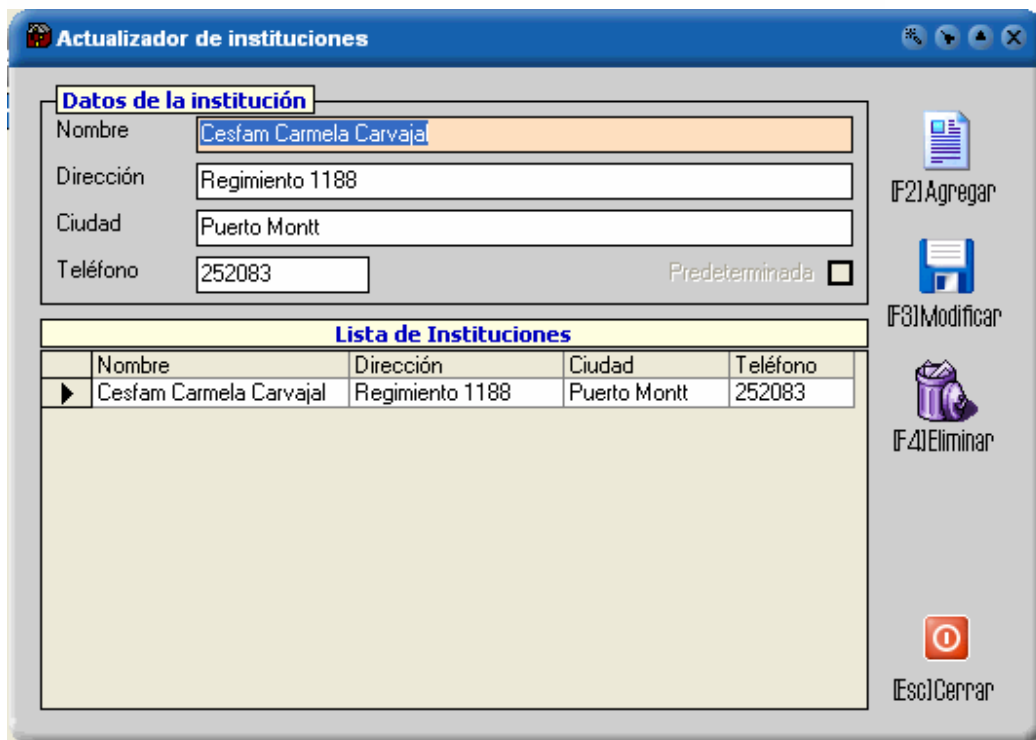 Actualizador de instituciones
Datos de la institución
Nombre
Cesfam Carmela Carvajal
Dirección
Regimiento 1188
Ciudad
Puerto Montt
Teléfono
252083
Predeterminada
[F2]Agregar
[F3]Modificar
[F4]Eliminar
[Esc]Cerrar
Lista de Instituciones
Nombre Dirección Ciudad Teléfono
Cesfam Carmela Carvajal Regimiento 1188 Puerto Montt 252083